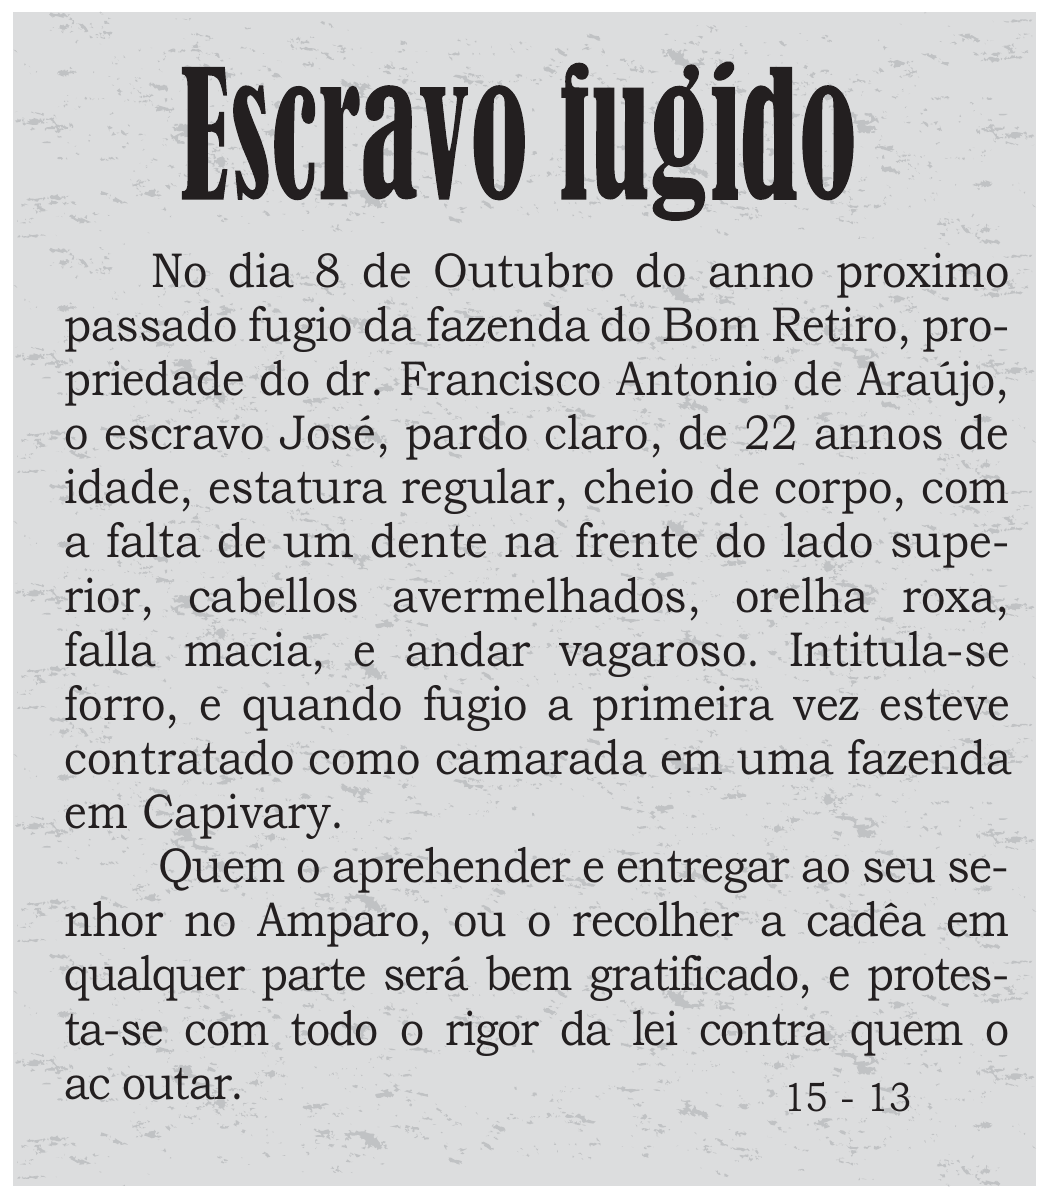 Escravo fugído
No dia 8 de Outubro do anno proximo
passado fugio da fazenda do Bom Retiro, pro-
priedade do dr. Francisco Antonio de Araújo,
o escravo José, pardo claro, de 22 annos de
idade, estatura regular, cheio de corpo, com
a falta de um dente na frente do lado supe-
rior, cabellos avermelhados, orelha roxa,
falla macia, e andar vagaroso. Intitula-se
forro, e quando fugio a primeira vez esteve
contratado como camarada em uma fazenda
em Capivary.
Quem o aprehender e entregar ao seu se-
nhor no Amparo, ou o recolher a cadêa em
qualquer parte será bem gratificado, e protes-
ta-se com todo o rigor da lei contra quem o
ac outar.
15 - 13